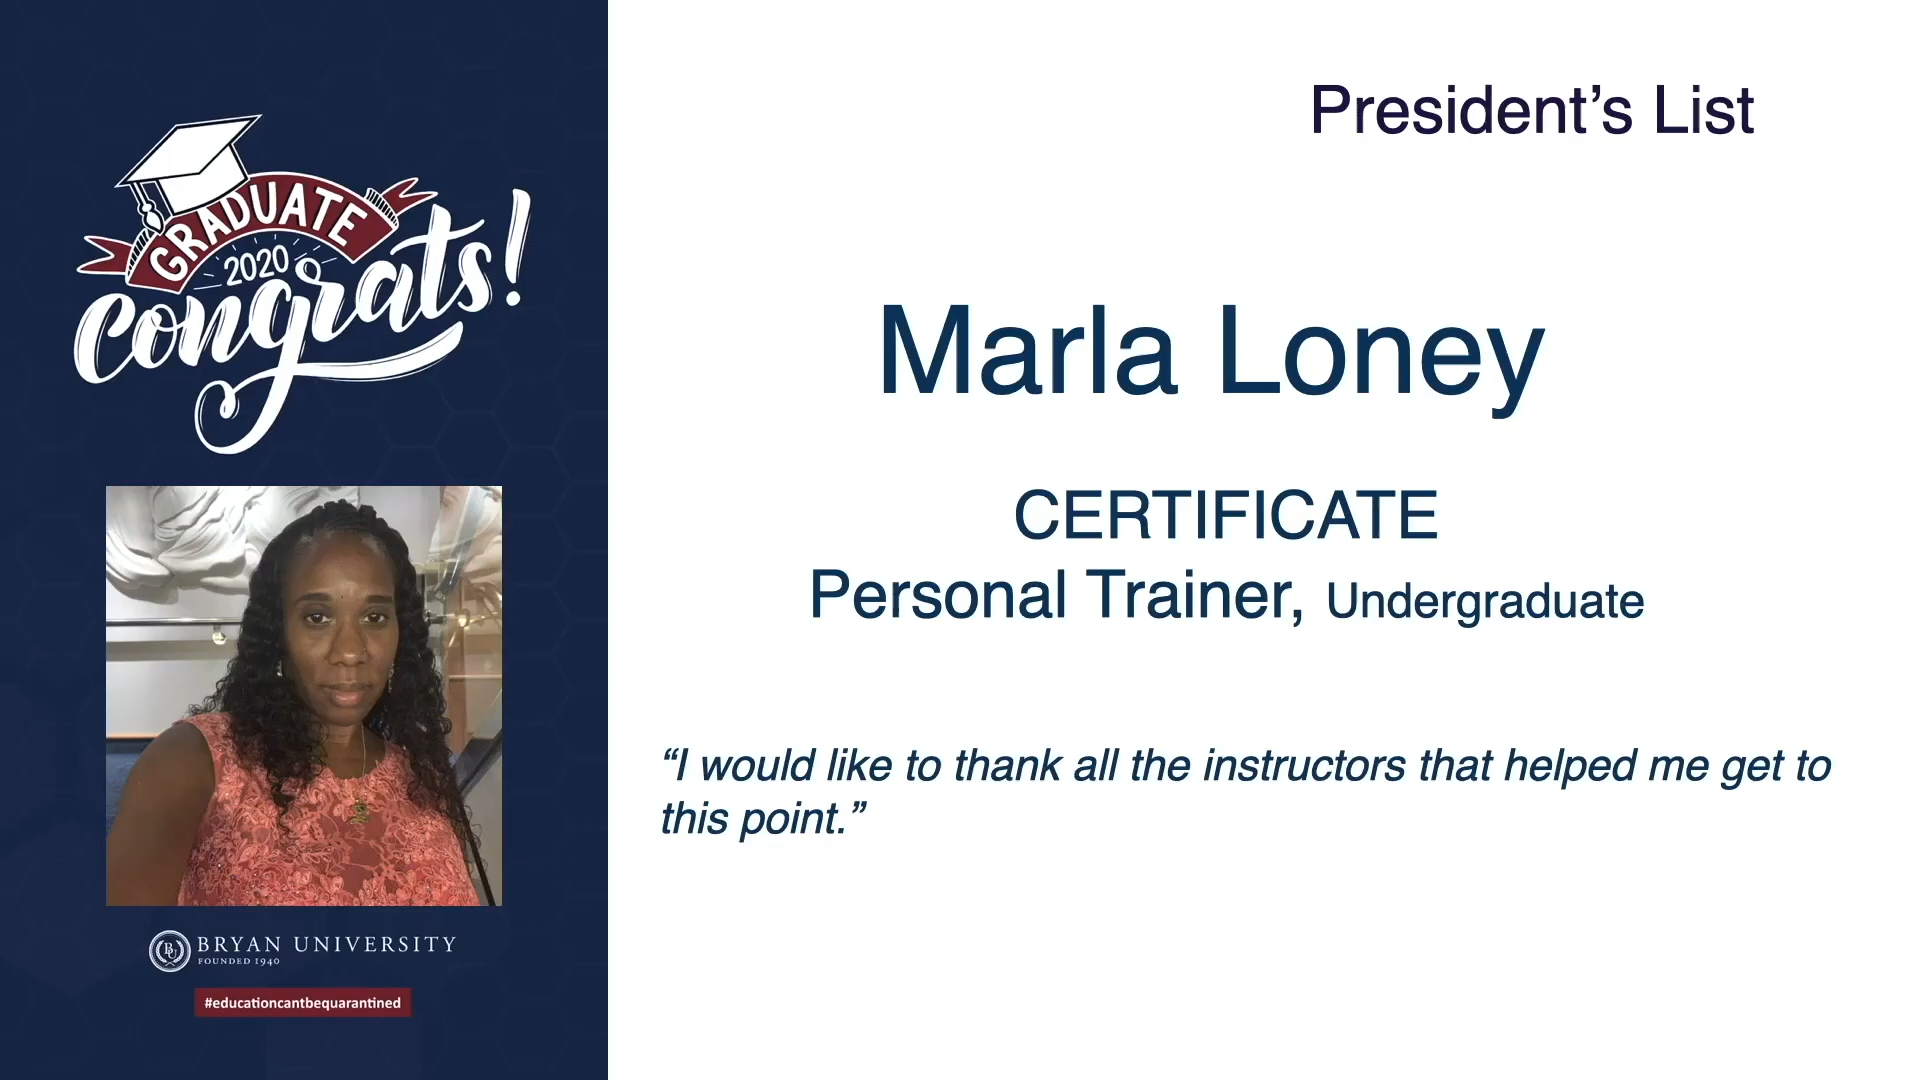 GRADUATE
2020
congrats!
BU
BRYAN UNIVERSITY
FOUNDED 1940
#educationcantbequarantined
President’s List
Marla Loney
CERTIFICATE
Personal Trainer, Undergraduate
“I would like to thank all the instructors that helped me get to
this point.”